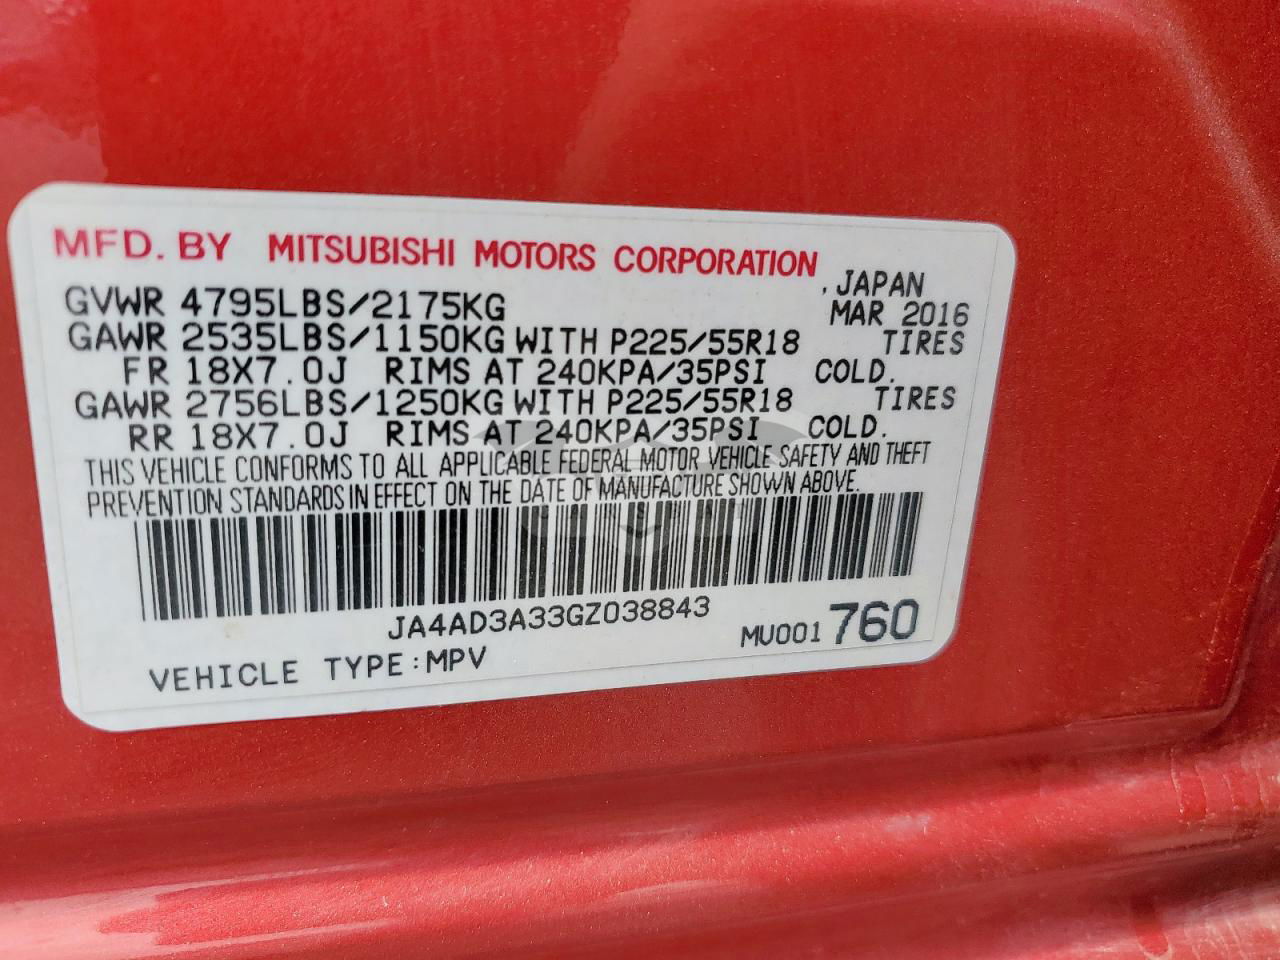 MFD. BY MITSUBISHI MOTORS CORPORATION
, JAPAN
GVWR 4795LBS/2175KG MAR 2016
GAWR 2535LBS/1150KG WITH P225/55R18 TIRES
FR 18X7.0J RIMS AT 240KPA/35PSI COLD.
GAWR 2756LBS/1250KG WITH P225/55R18 TIRES
RR 18X7.0J RIMS AT 240KPA/35PSI COLD.
THIS VEHICLE CONFORMS TO ALL APPLICABLE FEDERAL MOTOR VEHICLE SAFETY AND THEFT
PREVENTION STANDARDS IN EFFECT ON THE DATE OF MANUFACTURE SHOWN ABOVE.
JA4AD3A33GZ038843
MU001 760
VEHICLE TYPE:MPV